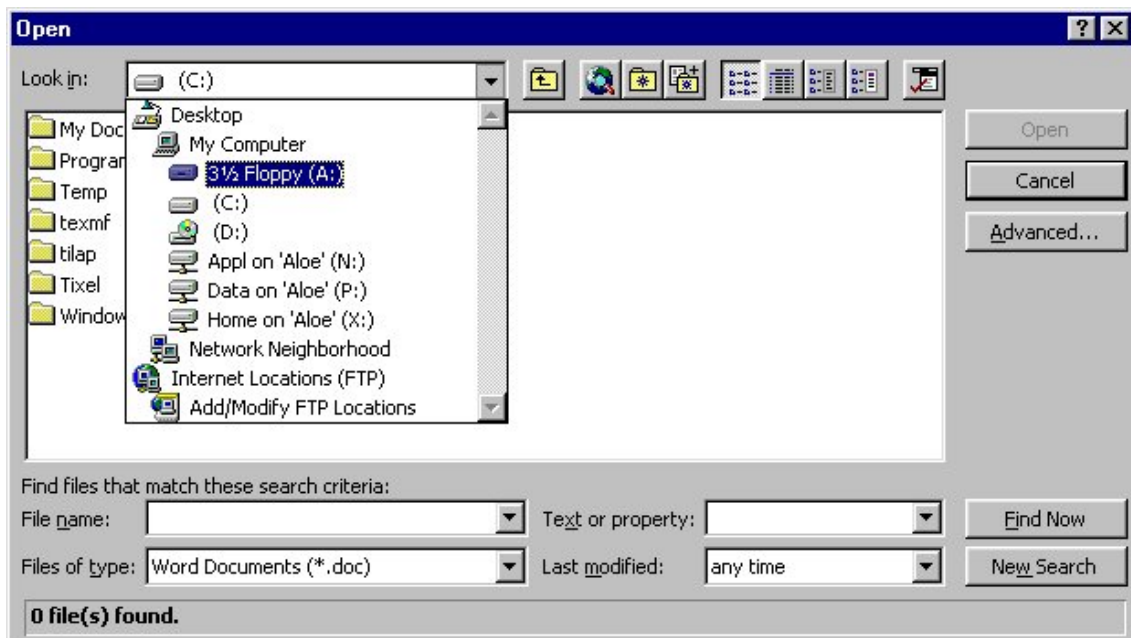 Open
Look in: (C:)
Desktop
My Doc
My Computer
Progran
3½ Floppy (A:)
Temp
(C:)
texmf
(D:)
tilap
Appl on 'Aloe' (N:)
Tixel
Data on 'Aloe' (P:)
Window
Home on 'Aloe' (X:)
Network Neighborhood
Internet Locations (FTP)
Add/Modify FTP Locations
Open
Cancel
Advanced...
Find files that match these search criteria:
File name: Text or property: Find Now
Files of type: Word Documents (*.doc) Last modified: any time New Search
0 file(s) found.